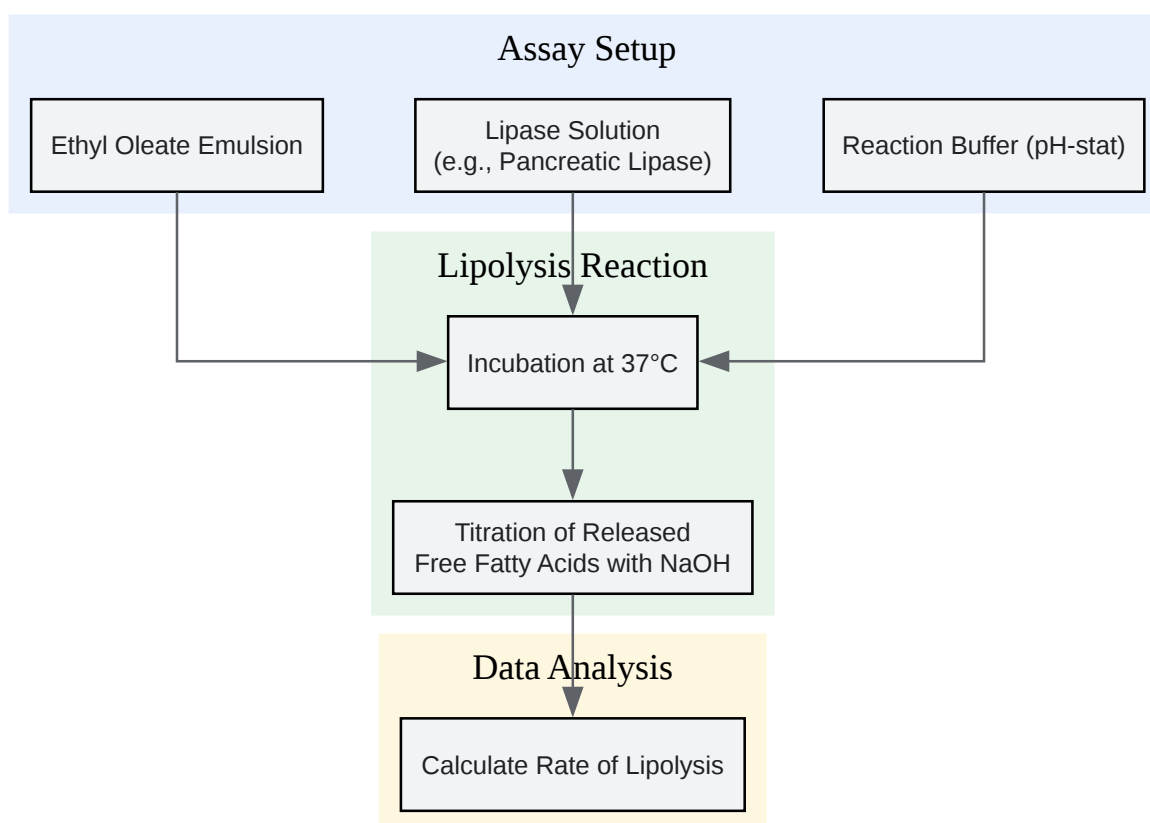 Assay Setup
Ethyl Oleate Emulsion
Lipase Solution
(e.g., Pancreatic Lipase)
Reaction Buffer (pH-stat)
Lipolysis Reaction
Incubation at 37°C
Titration of Released
Free Fatty Acids with NaOH
Data Analysis
Calculate Rate of Lipolysis